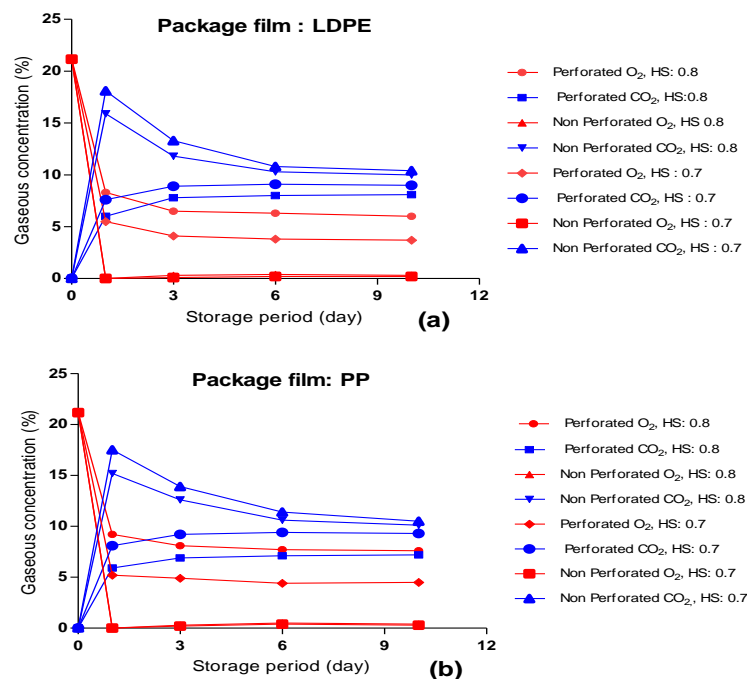 Package film : LDPE
Gaseous concentration (%)
25
20
15
10
5
0
0
3
6
9
12
Storage period (day)
(a)
Perforated O₂, HS: 0.8
Perforated CO₂, HS:0.8
Non Perforated O₂, HS 0.8
Non Perforated CO₂, HS: 0.8
Perforated O₂, HS : 0.7
Perforated CO₂, HS : 0.7
Non Perforated O₂, HS : 0.7
Non Perforated CO₂, HS : 0.7
Package film: PP
Gaseous concentration (%)
25
20
15
10
5
0
0
3
6
9
12
Storage period (day)
(b)
Perforated O₂, HS: 0.8
Perforated CO₂, HS: 0.8
Non Perforated O₂, HS: 0.8
Non Perforated CO₂, HS: 0.8
Perforated O₂, HS: 0.7
Perforated CO₂, HS: 0.7
Non Perforated O₂, HS: 0.7
Non Perforated CO₂, HS: 0.7